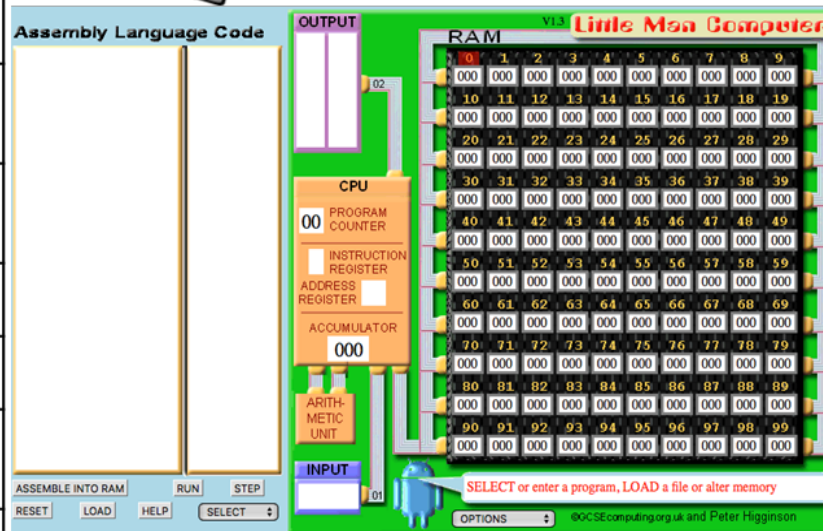 Assembly Language Code
ASSEMBLE INTO RAM RUN STEP
RESET LOAD HELP SELECT
OUTPUT
02
CPU
00 PROGRAM
COUNTER
INSTRUCTION
REGISTER
ADDRESS
REGISTER
ACCUMULATOR
000
ARITH-
METIC
UNIT
INPUT
01
V1.3 Little Man Computer
RAM
0 1 2 3 4 5 6 7 8 9
000 000 000 000 000 000 000 000 000 000
10 11 12 13 14 15 16 17 18 19
000 000 000 000 000 000 000 000 000 000
20 21 22 23 24 25 26 27 28 29
000 000 000 000 000 000 000 000 000 000
30 31 32 33 34 35 36 37 38 39
000 000 000 000 000 000 000 000 000 000
40 41 42 43 44 45 46 47 48 49
000 000 000 000 000 000 000 000 000 000
50 51 52 53 54 55 56 57 58 59
000 000 000 000 000 000 000 000 000 000
60 61 62 63 64 65 66 67 68 69
000 000 000 000 000 000 000 000 000 000
70 71 72 73 74 75 76 77 78 79
000 000 000 000 000 000 000 000 000 000
80 81 82 83 84 85 86 87 88 89
000 000 000 000 000 000 000 000 000 000
90 91 92 93 94 95 96 97 98 99
000 000 000 000 000 000 000 000 000 000
SELECT or enter a program, LOAD a file or alter memory
OPTIONS
©GCSEcomputing.org.uk and Peter Higginson